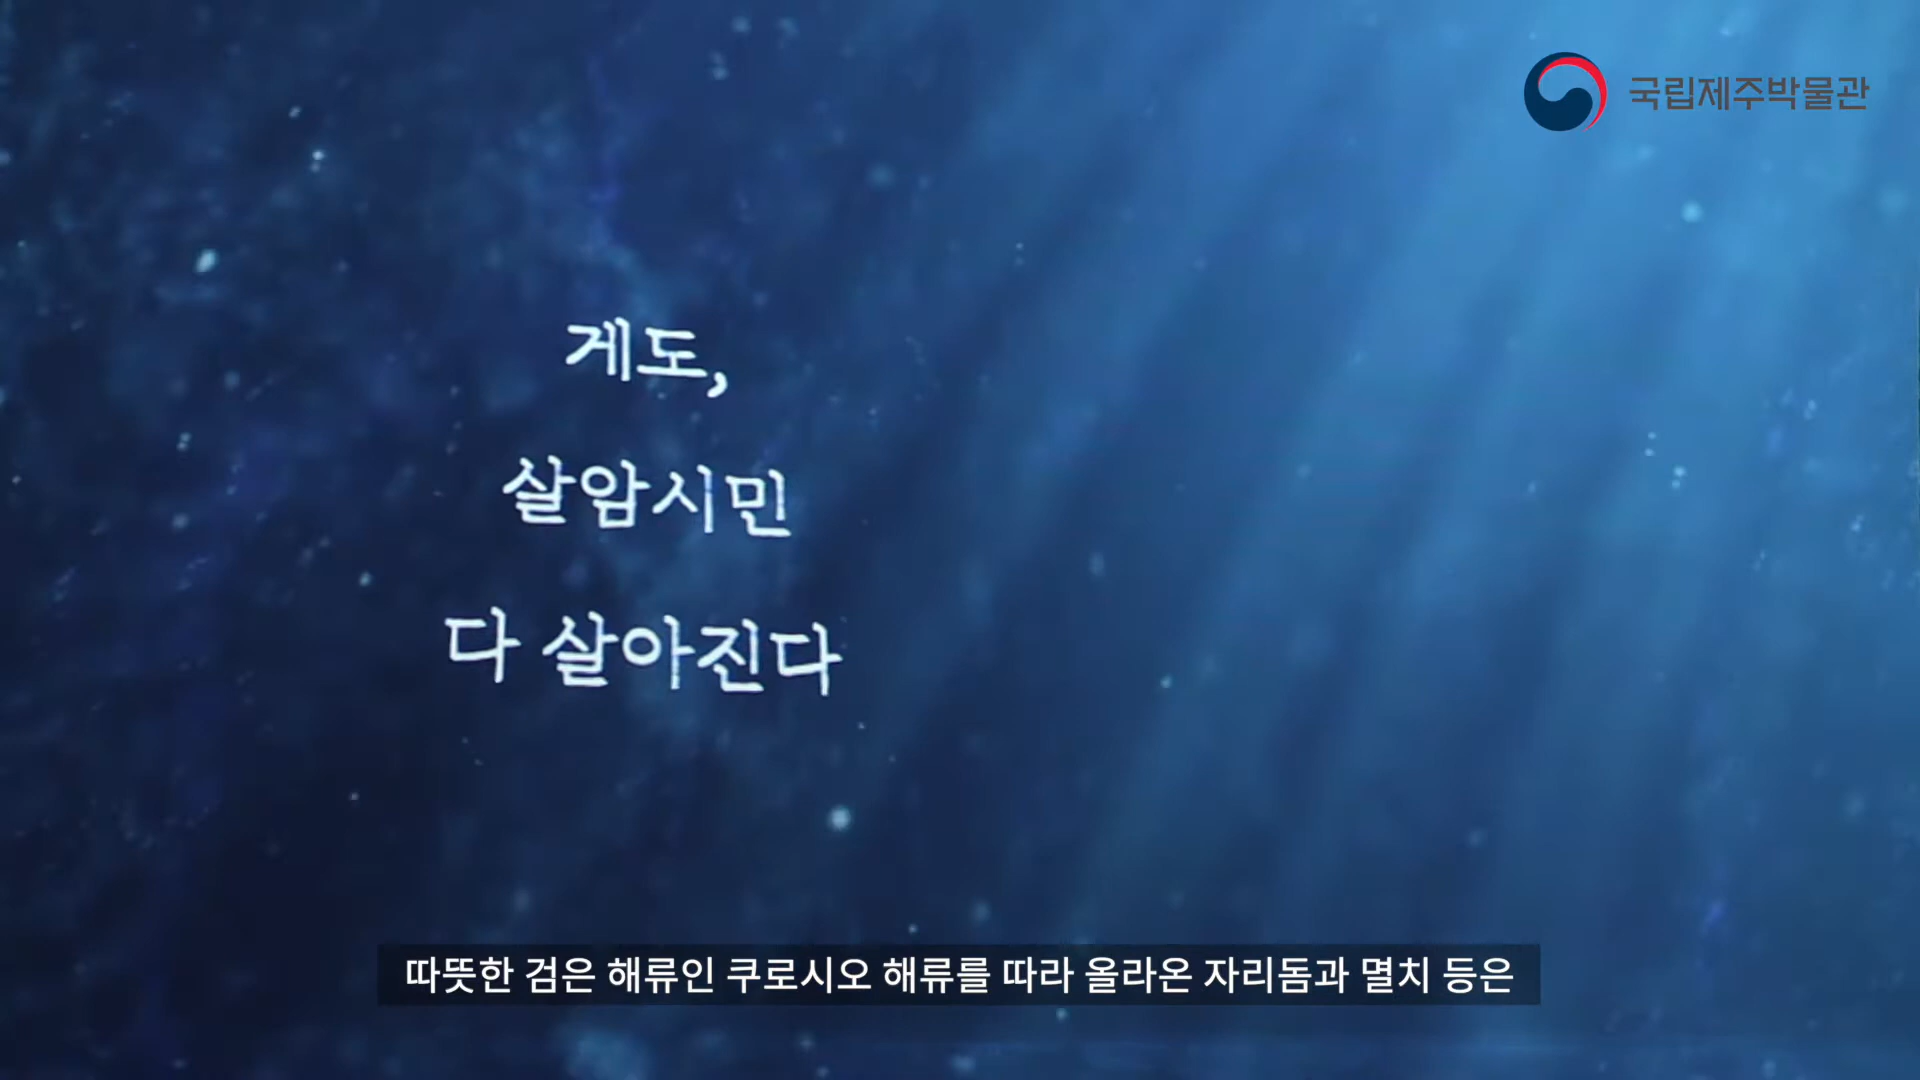 국립제주박물관
게도,
살암시민
다 살아진다
따뜻한 검은 해류인 쿠로시오 해류를 따라 올라온 자리돔과 멸치 등은